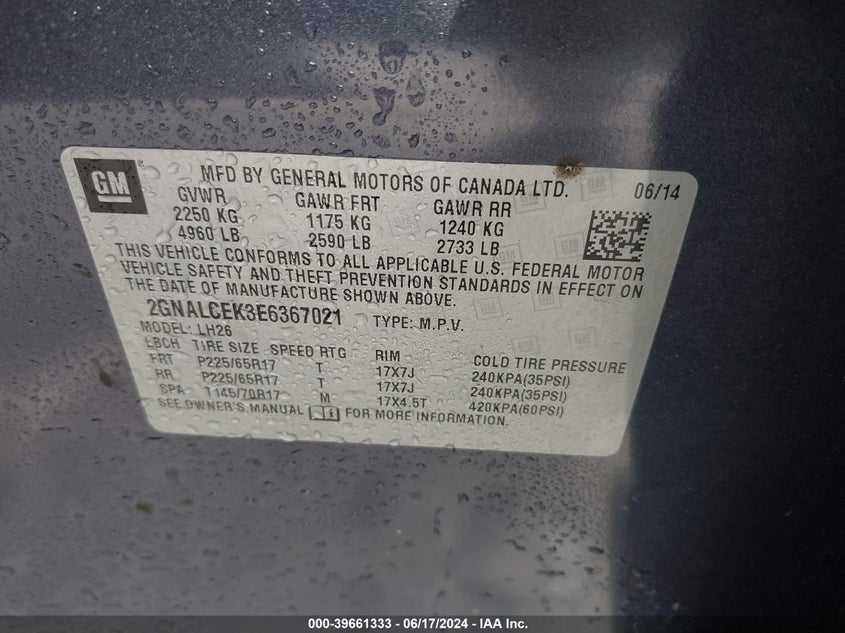 GM ® MFD BY GENERAL MOTORS OF CANADA LTD. 06/14
GVWR GAWR FRT GAWR RR
2250 KG 1175 KG 1240 KG
4960 LB 2590 LB 2733 LB
THIS VEHICLE CONFORMS TO ALL APPLICABLE U.S. FEDERAL MOTOR
VEHICLE SAFETY AND THEFT PREVENTION STANDARDS IN EFFECT ON
THE DATE OF MANUFACTURE SHOWN ABOVE.
2GNALCEK3E6367021 TYPE: M.P.V.
MODEL: LH26
LBCH TIRE SIZE SPEED RTG RIM COLD TIRE PRESSURE
FRT P225/65R17 T 17X7J 240KPA(35PSI)
RR P225/65R17 T 17X7J 240KPA(35PSI)
SPA T145/70R17 M 17X4.5T 420KPA(60PSI)
SEE OWNER'S MANUAL FOR MORE INFORMATION.
000-39661333 - 06/17/2024 - IAA Inc.